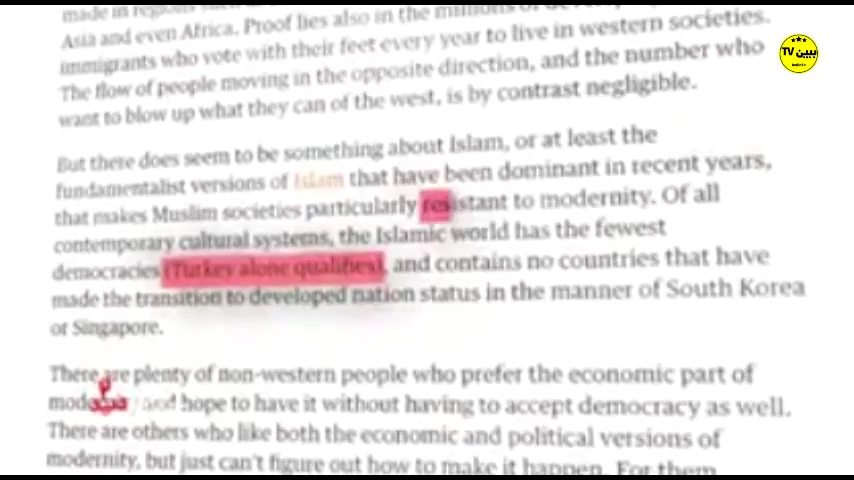 made in regions
Asia and even Africa. Proof lies also in the millions of
immigrants who vote with their feet every year to live in western societies.
The flow of people moving in the opposite direction, and the number who
want to blow up what they can of the west, is by contrast negligible.
But there does seem to be something about Islam, or at least the
fundamentalist versions of Islam that have been dominant in recent years,
that makes Muslim societies particularly resistant to modernity. Of all
contemporary cultural systems, the Islamic world has the fewest
democracies (Turkey alone qualifies), and contains no countries that have
made the transition to developed nation status in the manner of South Korea
or Singapore.
There are plenty of non-western people who prefer the economic part of
and hope to have it without having to accept democracy as well.
There are others who like both the economic and political versions of
modernity, but just can't figure out how to make it happen. For them
ببین TV